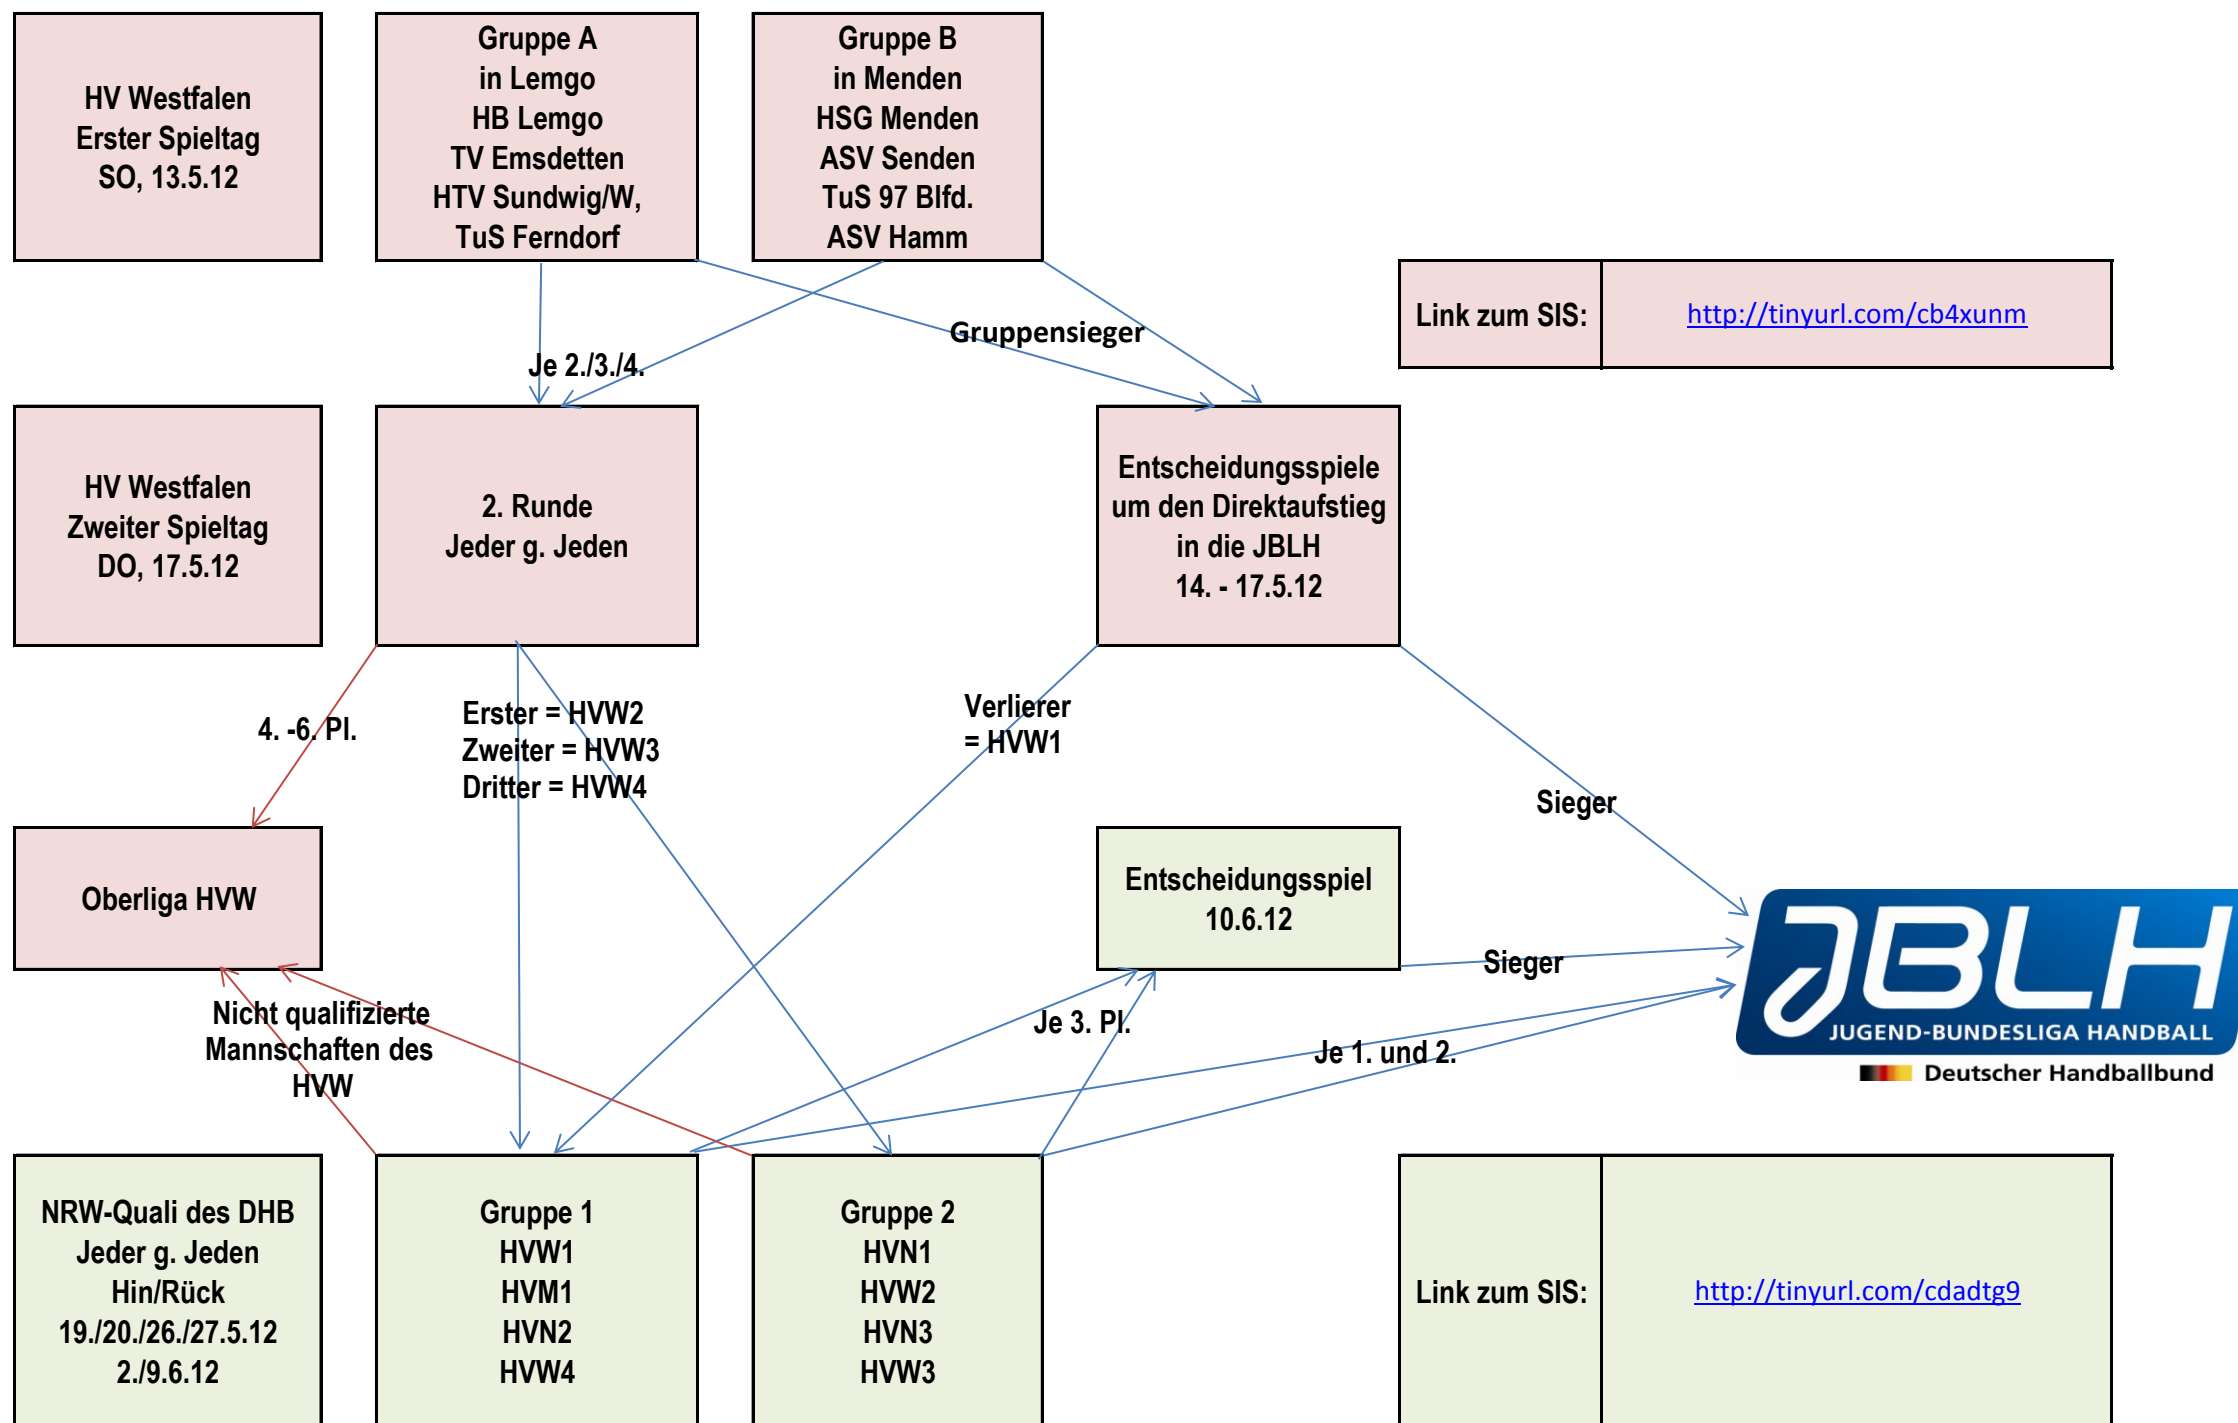 HV Westfalen
Erster Spieltag
SO, 13.5.12
Gruppe A
in Lemgo
HB Lemgo
TV Emsdetten
HTV Sundwig/W,
TuS Ferndorf
Gruppe B
in Menden
HSG Menden
ASV Senden
TuS 97 Blfd.
ASV Hamm
Link zum SIS:
http://tinyurl.com/cb4xunm
Gruppensieger
Je 2./3./4.
HV Westfalen
Zweiter Spieltag
DO, 17.5.12
2. Runde
Jeder g. Jeden
Entscheidungsspiele
um den Direktaufstieg
in die JBLH
14. - 17.5.12
4. -6. Pl.
Erster = HVW2
Zweiter = HVW3
Dritter = HVW4
Verlierer
= HVW1
Sieger
Oberliga HVW
Entscheidungsspiel
10.6.12
Sieger
JBLH
JUGEND-BUNDESLIGA HANDBALL
Deutscher Handballbund
Nicht qualifizierte
Mannschaften des
HVW
Je 3. Pl.
Je 1. und 2.
NRW-Quali des DHB
Jeder g. Jeden
Hin/Rück
19./20./26./27.5.12
2./9.6.12
Gruppe 1
HVW1
HVM1
HVN2
HVW4
Gruppe 2
HVN1
HVW2
HVN3
HVW3
Link zum SIS:
http://tinyurl.com/cdadtg9